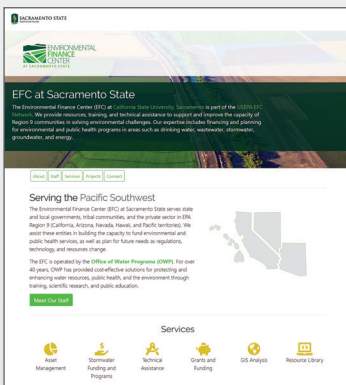 SACRAMENTO STATE
ENVIRONMENTAL
FINANCE
CENTER
AT SACRAMENTO STATE
EFC at Sacramento State
The Environmental Finance Center (EFC) at California State University, Sacramento is part of the USEPA EFC
Network. We provide resources, training, and technical assistance to support and improve the capacity of
Region 9 communities in solving environmental challenges. Our expertise includes financing and planning
for environmental and public health programs in areas such as drinking water, wastewater, stormwater,
groundwater, and energy.
About Staff Services Projects Connect
Serving the Pacific Southwest
The Environmental Finance Center (EFC) at Sacramento State serves state
and local governments, tribal communities, and the private sector in EPA
Region 9 (California, Arizona, Nevada, Hawaii, and Pacific territories). We
assist these entities in building the capacity to fund environmental and
public health services, as well as plan for future needs as regulations,
technology, and resources change.
The EFC is operated by the Office of Water Programs (OWP). For over
40 years, OWP has provided cost-effective solutions for protecting and
enhancing water resources, public health, and the environment through
training, scientific research, and public education.
Meet Our Staff
Services
Asset
Management
Stormwater
Funding and
Programs
Technical
Assistance
Grants and
Funding
GIS Analysis
Resource Library